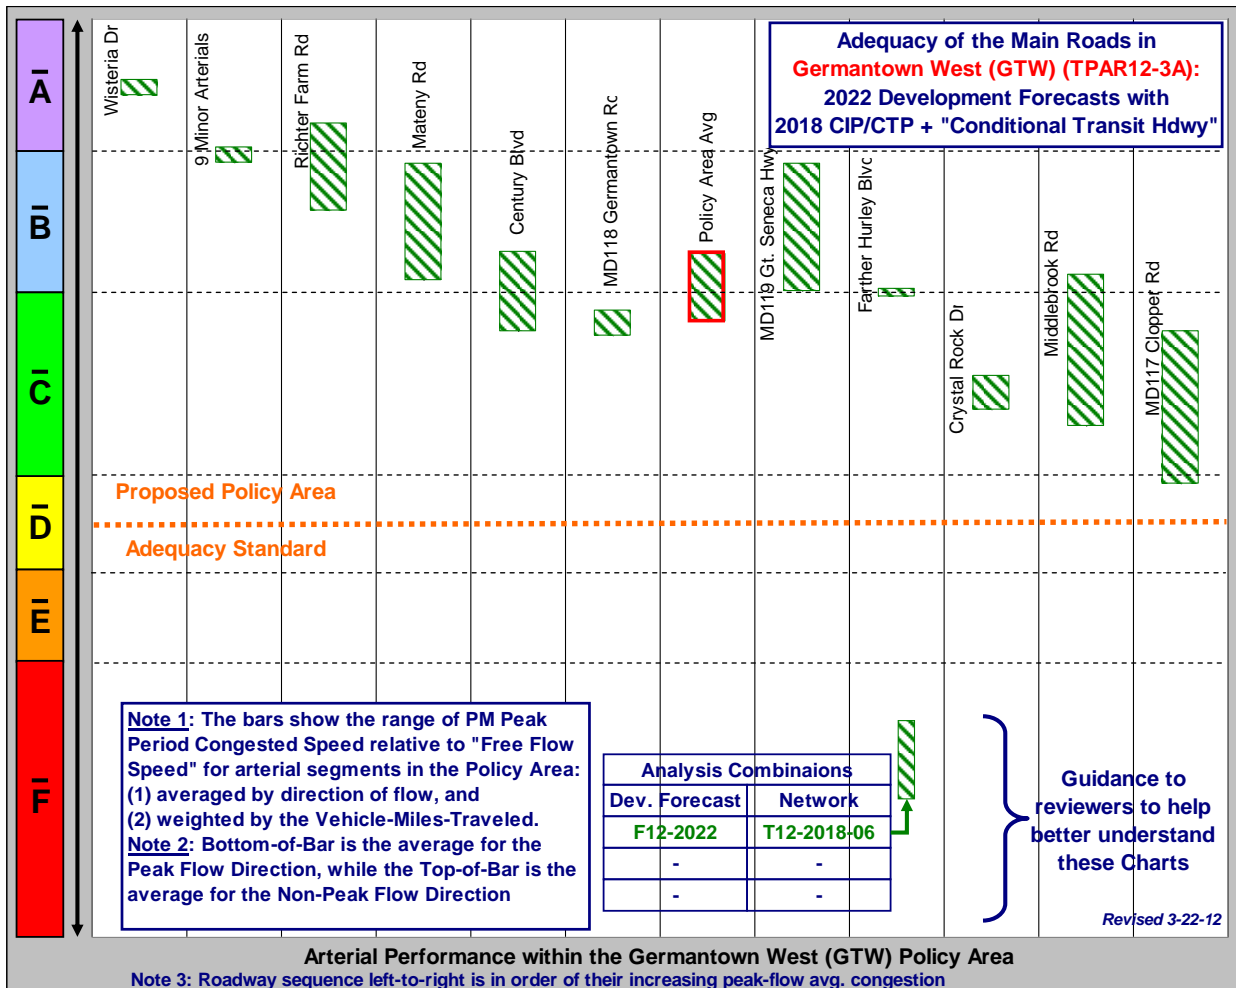 Adequacy of the Main Roads in
Germantown West (GTW) (TPAR12-3A):
2022 Development Forecasts with
2018 CIP/CTP + "Conditional Transit Hdwy"
A
B
C
D
E
F
Wisteria Dr
9 Minor Arterials
Richter Farm Rd
Mateny Rd
Century Blvd
MD118 Germantown Rd
Policy Area Avg
MD119 Gt. Seneca Hwy
Farther Hurley Blvd
Crystal Rock Dr
Middlebrook Rd
MD117 Clopper Rd
Proposed Policy Area
Adequacy Standard
Note 1: The bars show the range of PM Peak
Period Congested Speed relative to "Free Flow
Speed" for arterial segments in the Policy Area:
(1) averaged by direction of flow, and
(2) weighted by the Vehicle-Miles-Traveled.
Note 2: Bottom-of-Bar is the average for the
Peak Flow Direction, while the Top-of-Bar is the
average for the Non-Peak Flow Direction
Analysis Combinaions
Dev. Forecast Network
F12-2022 T12-2018-06
- -
- -
Guidance to
reviewers to help
better understand
these Charts
Revised 3-22-12
Arterial Performance within the Germantown West (GTW) Policy Area
Note 3: Roadway sequence left-to-right is in order of their increasing peak-flow avg. congestion